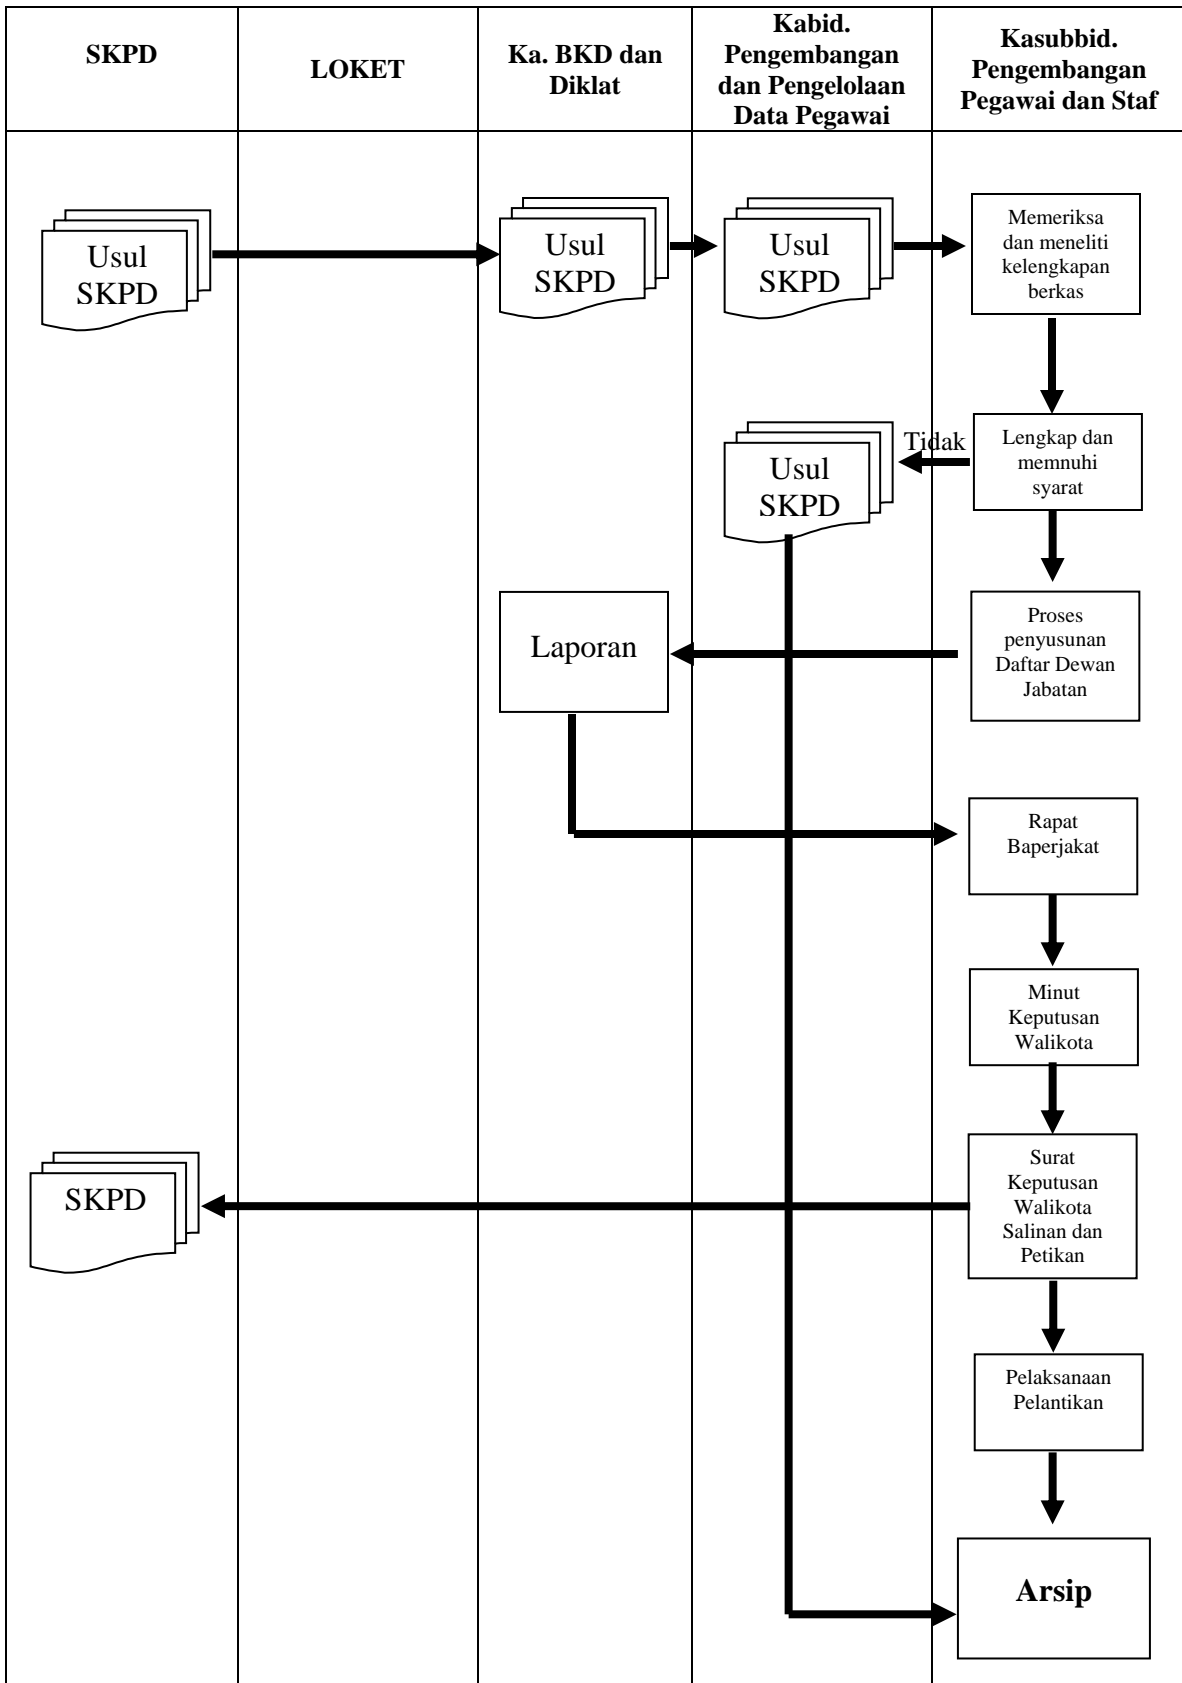 SKPD
LOKET
Ka. BKD dan
Diklat
Kabid.
Pengembangan
dan Pengelolaan
Data Pegawai
Kasubbid.
Pengembangan
Pegawai dan Staf
Usul
SKPD
Usul
SKPD
Usul
SKPD
Memeriksa
dan meneliti
kelengkapan
berkas
Usul
SKPD
Tidak
Lengkap dan
memnuhi
syarat
Laporan
Proses
penyusunan
Daftar Dewan
Jabatan
Rapat
Baperjakat
Minut
Keputusan
Walikota
SKPD
Surat
Keputusan
Walikota
Salinan dan
Petikan
Pelaksanaan
Pelantikan
Arsip